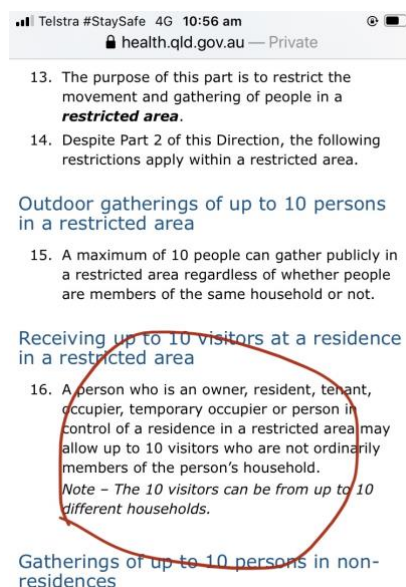 Telstra #StaySafe 4G 10:56 am
health.qld.gov.au — Private
13. The purpose of this part is to restrict the
movement and gathering of people in a
restricted area.
14. Despite Part 2 of this Direction, the following
restrictions apply within a restricted area.
Outdoor gatherings of up to 10 persons
in a restricted area
15. A maximum of 10 people can gather publicly in
a restricted area regardless of whether people
are members of the same household or not.
Receiving up to 10 visitors at a residence
in a restricted area
16. A person who is an owner, resident, tenant,
occupier, temporary occupier or person in
control of a residence in a restricted area may
allow up to 10 visitors who are not ordinarily
members of the person's household.
Note – The 10 visitors can be from up to 10
different households.
Gatherings of up to 10 persons in non-
residences